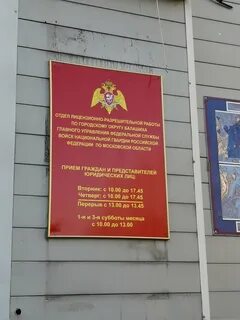 ОТДЕЛ ЛИЦЕНЗИОННО-РАЗРЕШИТЕЛЬНОЙ РАБОТЫ
ПО ГОРОДСКОМУ ОКРУГУ БАЛАШИХА
ГЛАВНОГО УПРАВЛЕНИЯ ФЕДЕРАЛЬНОЙ СЛУЖБЫ
ВОЙСК НАЦИОНАЛЬНОЙ ГВАРДИИ РОССИЙСКОЙ
ФЕДЕРАЦИИ ПО МОСКОВСКОЙ ОБЛАСТИ
ПРИЕМ ГРАЖДАН И ПРЕДСТАВИТЕЛЕЙ
ЮРИДИЧЕСКИХ ЛИЦ
Вторник: с 10.00 до 17.45
Четверг: с 10.00 до 17.45
Перерыв с 13.00 до 13.45
1-я и 3-я субботы месяца
с 10.00 до 13.00